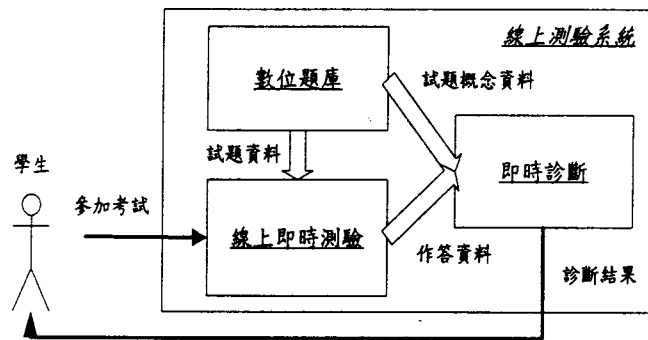 線上測驗系統
數位題庫
試題概念資料
學生
試題資料
即時診斷
參加考試
線上即時測驗
作答資料
診斷結果